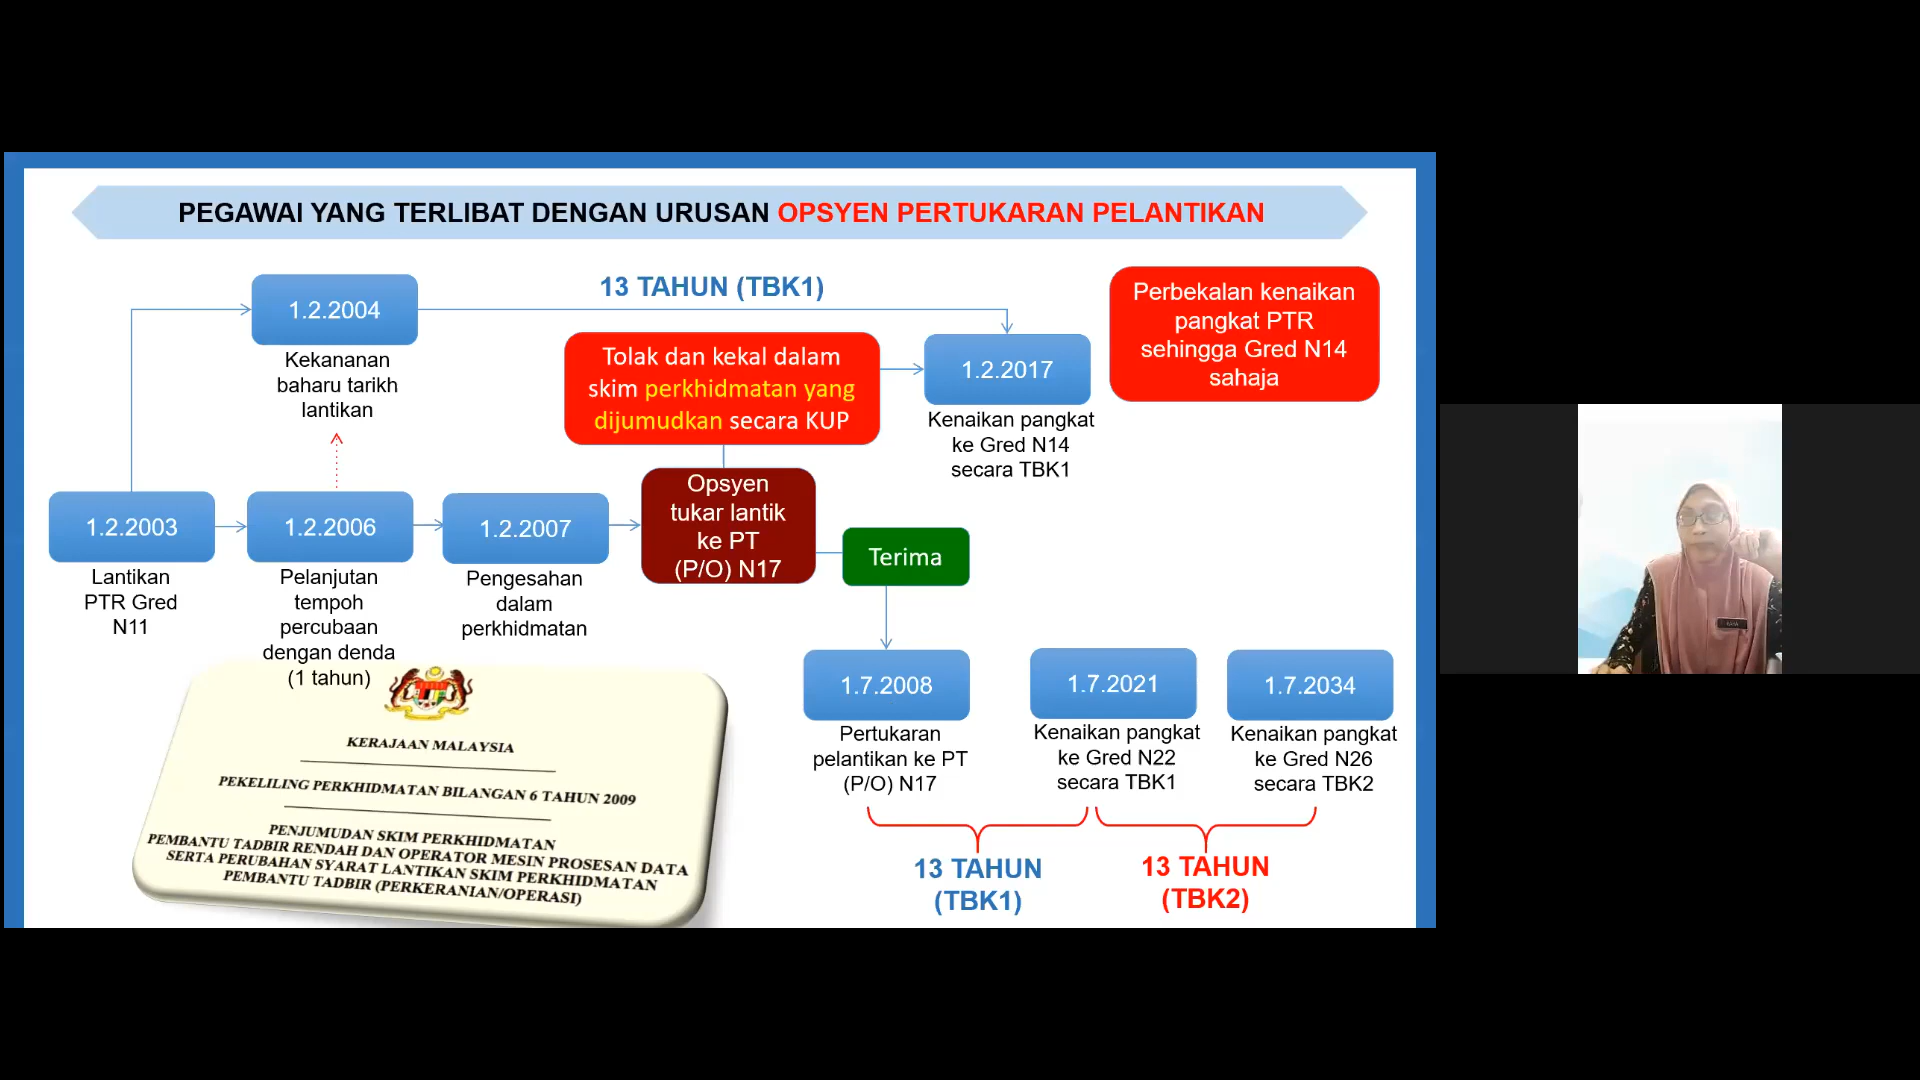 PEGAWAI YANG TERLIBAT DENGAN URUSAN OPSYEN PERTUKARAN PELANTIKAN
13 TAHUN (TBK1)
1.2.2004
Kekananan
baharu tarikh
lantikan
Tolak dan kekal dalam
skim perkhidmatan yang
dijumudkan secara KUP
1.2.2017
Kenaikan pangkat
ke Gred N14
secara TBK1
Perbekalan kenaikan
pangkat PTR
sehingga Gred N14
sahaja
1.2.2003
Lantikan
PTR Gred
N11
1.2.2006
Pelanjutan
tempoh
percubaan
dengan denda
(1 tahun)
1.2.2007
Pengesahan
dalam
perkhidmatan
Opsyen
tukar lantik
ke PT
(P/O) N17
Terima
1.7.2008
Pertukaran
pelantikan ke PT
(P/O) N17
1.7.2021
Kenaikan pangkat
ke Gred N22
secara TBK1
1.7.2034
Kenaikan pangkat
ke Gred N26
secara TBK2
13 TAHUN
(TBK1)
13 TAHUN
(TBK2)
KERAJAAN MALAYSIA
PEKELILING PERKHIDMATAN BILANGAN 6 TAHUN 2009
PENJUMUDAN SKIM PERKHIDMATAN
PEMBANTU TADBIR RENDAH DAN OPERATOR MESIN PROSESAN DATA
SERTA PERUBAHAN SYARAT LANTIKAN SKIM PERKHIDMATAN
PEMBANTU TADBIR (PERKERANIAN/OPERASI)